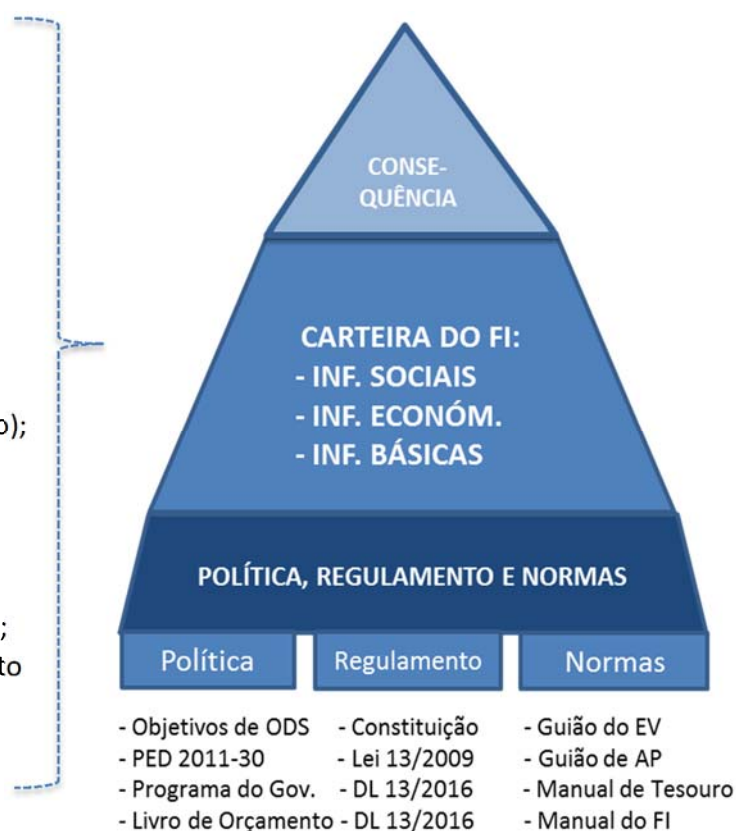 o);
;
to
CONSE-
QUÊNCIA
CARTEIRA DO FI:
- INF. SOCIAIS
- INF. ECONÓM.
- INF. BÁSICAS
POLÍTICA, REGULAMENTO E NORMAS
Política
Regulamento
Normas
- Objetivos de ODS
- PED 2011-30
- Programa do Gov.
- Livro de Orçamento
- Constituição
- Lei 13/2009
- DL 13/2016
- DL 13/2016
- Guião do EV
- Guião de AP
- Manual de Tesouro
- Manual do FI